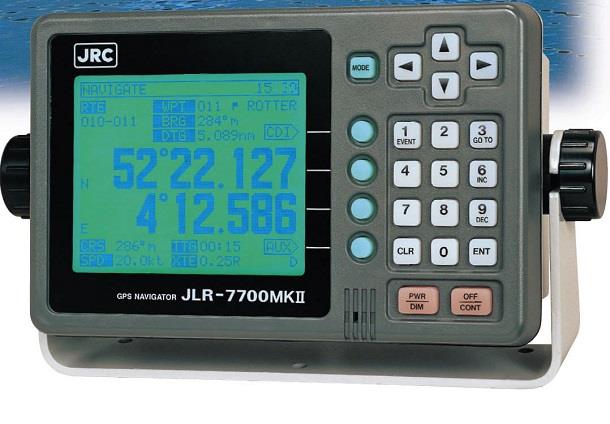 JRC
NAVIGATE 15 30
RTE WPT 011 ROTTER
010-011 BRG 284°m
DTG 5.089nm CDI
N 52°22.127
E 4°12.586
CRS 286°m TTG 00:15 AUX
SPD 20.0kt XTE 0.25R D
GPS NAVIGATOR JLR-7700MKII
MODE
1 EVENT 2 3 GO TO
4 5 6 INC
7 8 9 DEC
CLR 0 ENT
PWR DIM OFF CONT